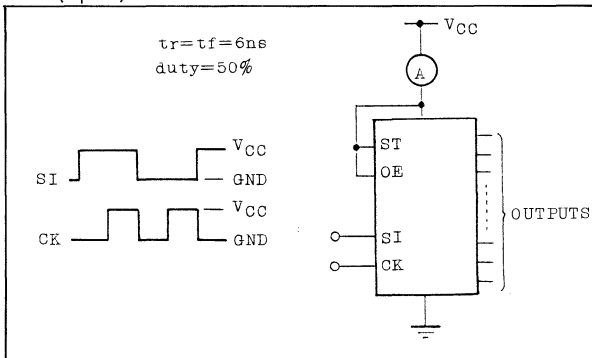 tr=tf=6ns
duty=50%
VCC
A
SI
VCC
GND
CK
VCC
GND
ST
OE
SI
CK
OUTPUTS